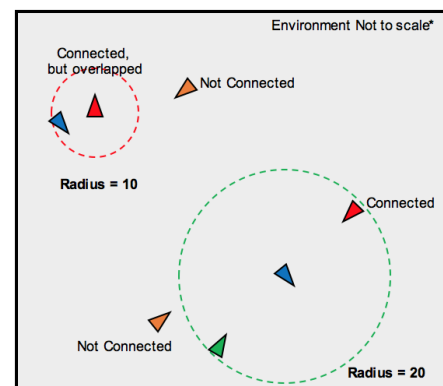 Environment Not to scale*
Connected,
but overlapped
Not Connected
Radius = 10
Connected
Not Connected
Radius = 20